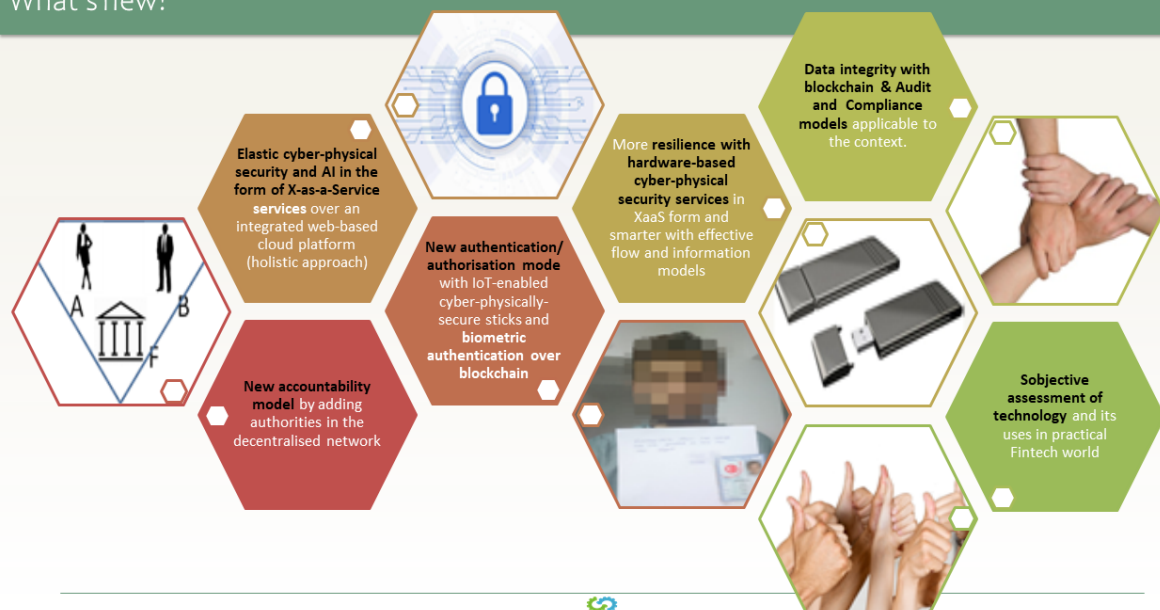 What's new?
Elastic cyber-physical
security and AI in the
form of X-as-a-Service
services over an
integrated web-based
cloud platform
(holistic approach)
A
B
F
New accountability
model by adding
authorities in the
decentralised network
New authentication/
authorisation mode
with IoT-enabled
cyber-physically-
secure sticks and
biometric
authentication over
blockchain
More resilience with
hardware-based
cyber-physical
security services in
XaaS form and
smarter with effective
flow and information
models
Data integrity with
blockchain & Audit
and Compliance
models applicable to
the context.
Sobjective
assessment of
technology and its
uses in practical
Fintech world